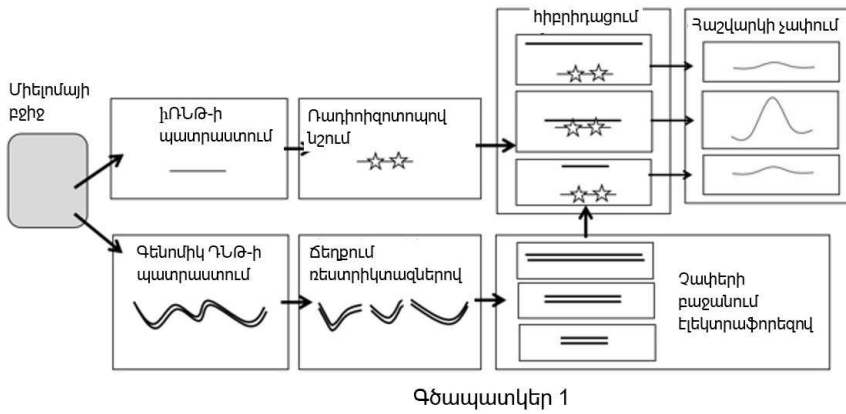 հիբրիդացում
Հաշվարկի չափում
Միելոմայի
բջիջ
իՌՆԹ-ի
պատրաստում
Ռադիոիզոտոպով
նշում
Գենոմիկ ԴՆԹ-ի
պատրաստում
Ճեղքում
ռեստրիկտազներով
Չափերի
բաժանում
էլեկտրաֆորեզով
Գծապատկեր 1